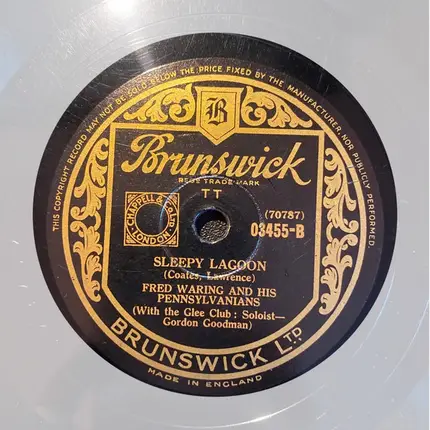 THIS COPYRIGHT RECORD MAY NOT BE SOLD BELOW THE PRICE FIXED BY THE MANUFACTURER, NOR PUBLICLY PERFORMED.
B
Brunswick
REGD TRADE MARK
TT
CHAPPELL & CO LTD
LONDON
(70787)
03455-B
SLEEPY LAGOON
(Coates, Lawrence)
FRED WARING AND HIS
PENNSYLVANIANS
(With the Glee Club: Soloist—
Gordon Goodman)
BRUNSWICK LTD.
MADE IN ENGLAND